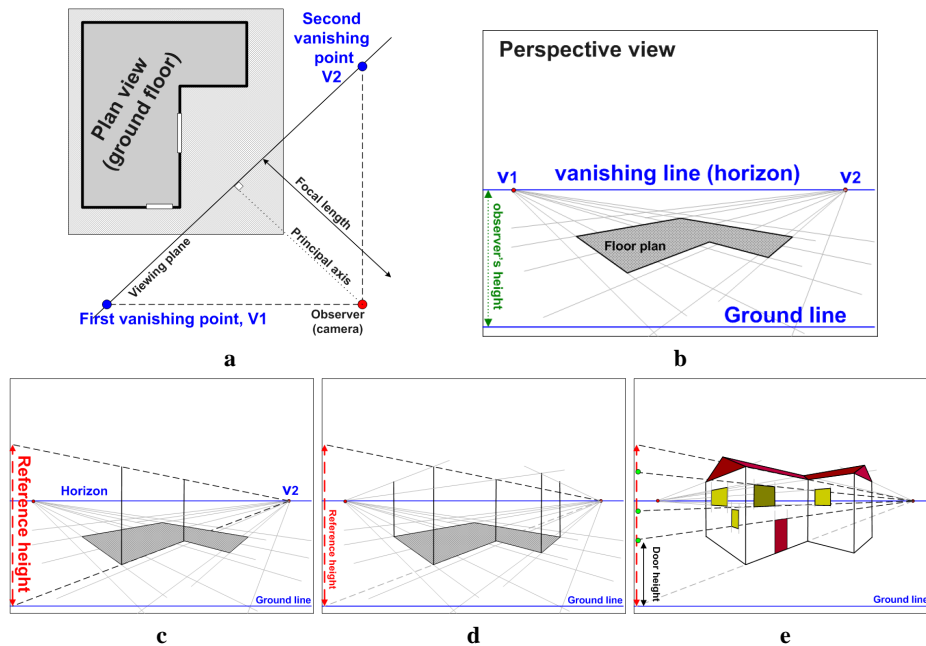 Second
vanishing
point
V2
Plan view
(ground floor)
Focal length
Principal axis
Viewing plane
First vanishing point, V1
Observer
(camera)
a
Perspective view
V1
vanishing line (horizon)
V2
observer's height
Floor plan
Ground line
b
Reference height
Horizon
V2
Ground line
c
Reference height
Ground line
d
Door height
Ground line
e